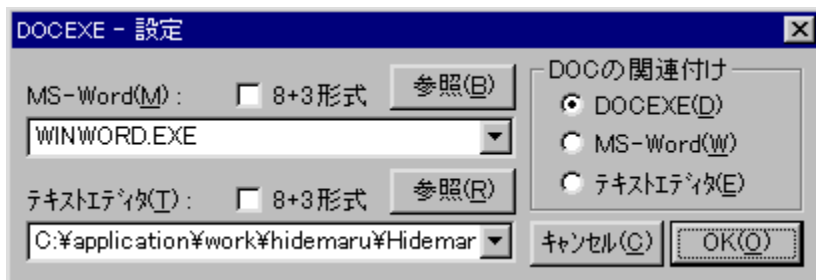 DOCEXE - 設定
MS-Word(M) :
8+3形式
参照(B)
WINWORD.EXE
ﾃｷｽﾄｴﾃﾞｨﾀ(T) :
8+3形式
参照(R)
C:¥application¥work¥hidemaru¥Hidemar
DOCの関連付け
DOCEXE(D)
MS-Word(W)
ﾃｷｽﾄｴﾃﾞｨﾀ(E)
ｷｬﾝｾﾙ(C)
OK(O)